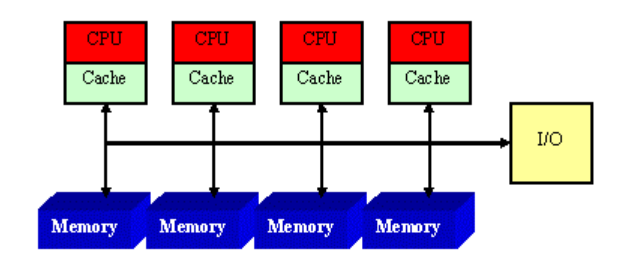 CPU CPU CPU CPU
Cache Cache Cache Cache
I/O
Memory Memory Memory Memory